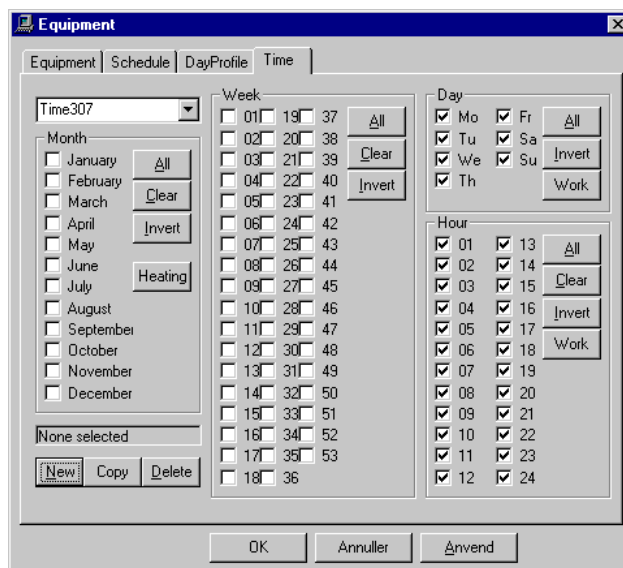 Equipment
Equipment Schedule DayProfile Time
Time307
Month
January
February
March
April
May
June
July
August
September
October
November
December
All
Clear
Invert
Heating
None selected
New Copy Delete
Week
01 19 37
02 20 38
03 21 39
04 22 40
05 23 41
06 24 42
07 25 43
08 26 44
09 27 45
10 28 46
11 29 47
12 30 48
13 31 49
14 32 50
15 33 51
16 34 52
17 35 53
18 36
All
Clear
Invert
Day
Mo Fr
Tu Sa
We Su
Th
All
Invert
Work
Hour
01 13
02 14
03 15
04 16
05 17
06 18
07 19
08 20
09 21
10 22
11 23
12 24
All
Clear
Invert
Work
OK Annuller Anvend